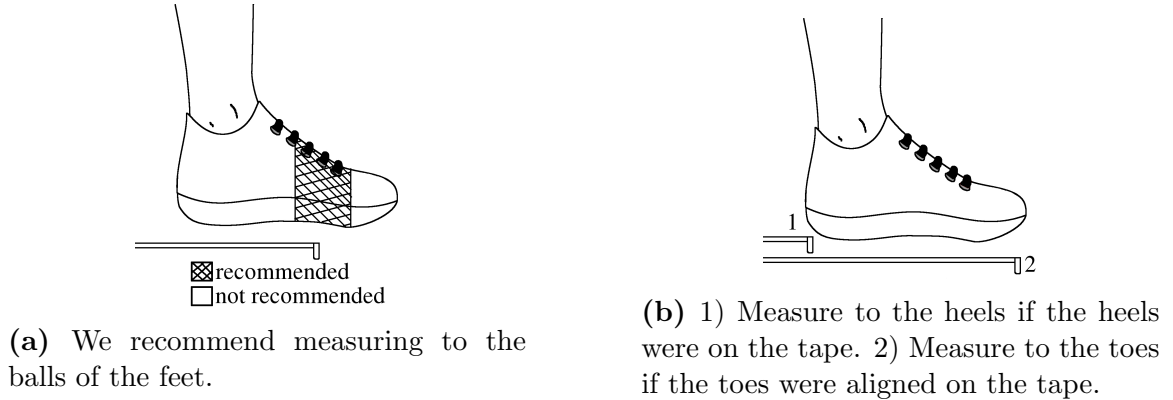 recommended
not recommended
(a) We recommend measuring to the
balls of the feet.
1
2
(b) 1) Measure to the heels if the heels
were on the tape. 2) Measure to the toes
if the toes were aligned on the tape.